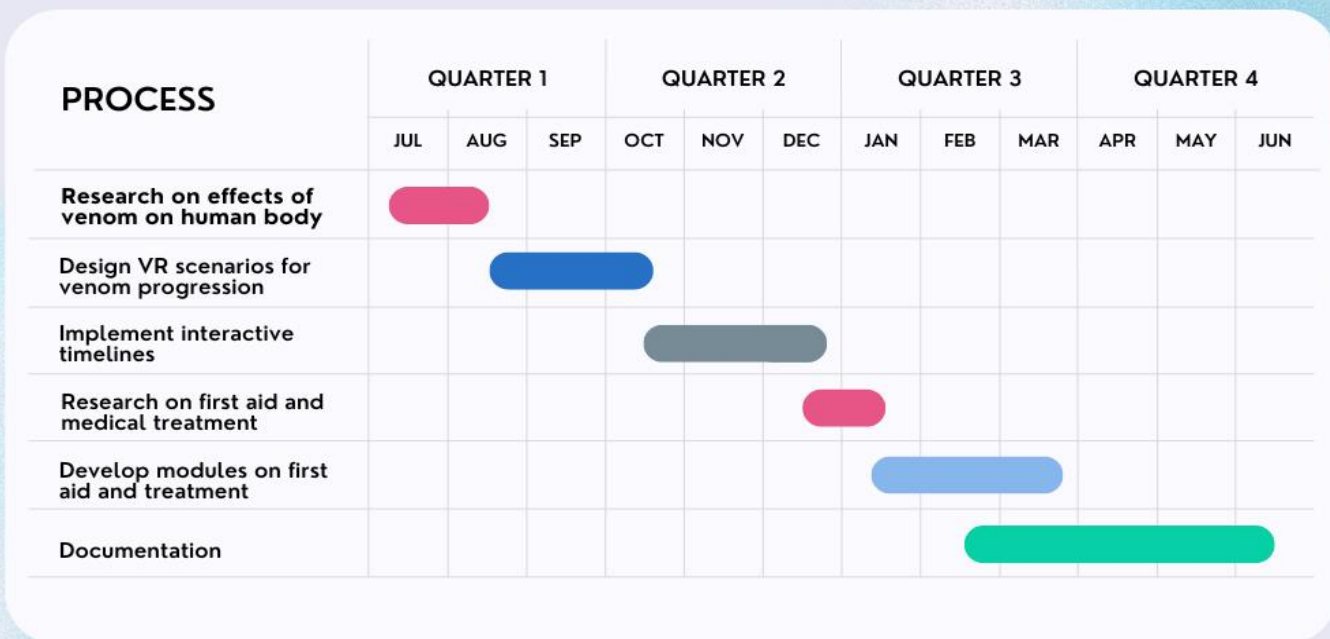 PROCESS
QUARTER 1 QUARTER 2 QUARTER 3 QUARTER 4
JUL AUG SEP OCT NOV DEC JAN FEB MAR APR MAY JUN
Research on effects of
venom on human body
Design VR scenarios for
venom progression
Implement interactive
timelines
Research on first aid and
medical treatment
Develop modules on first
aid and treatment
Documentation